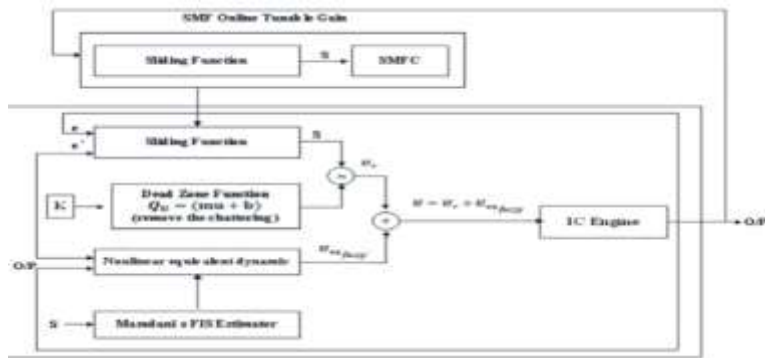 SMF Online Tunable Gain
Sliding Function
S
SMFC
e
e'
Sliding Function
S
K
Dead Zone Function
(remove the chattering)
O/P
IC Engine
O/P
Nonlinear equivalent dynamic
S
Mamdani's FIS Estimator